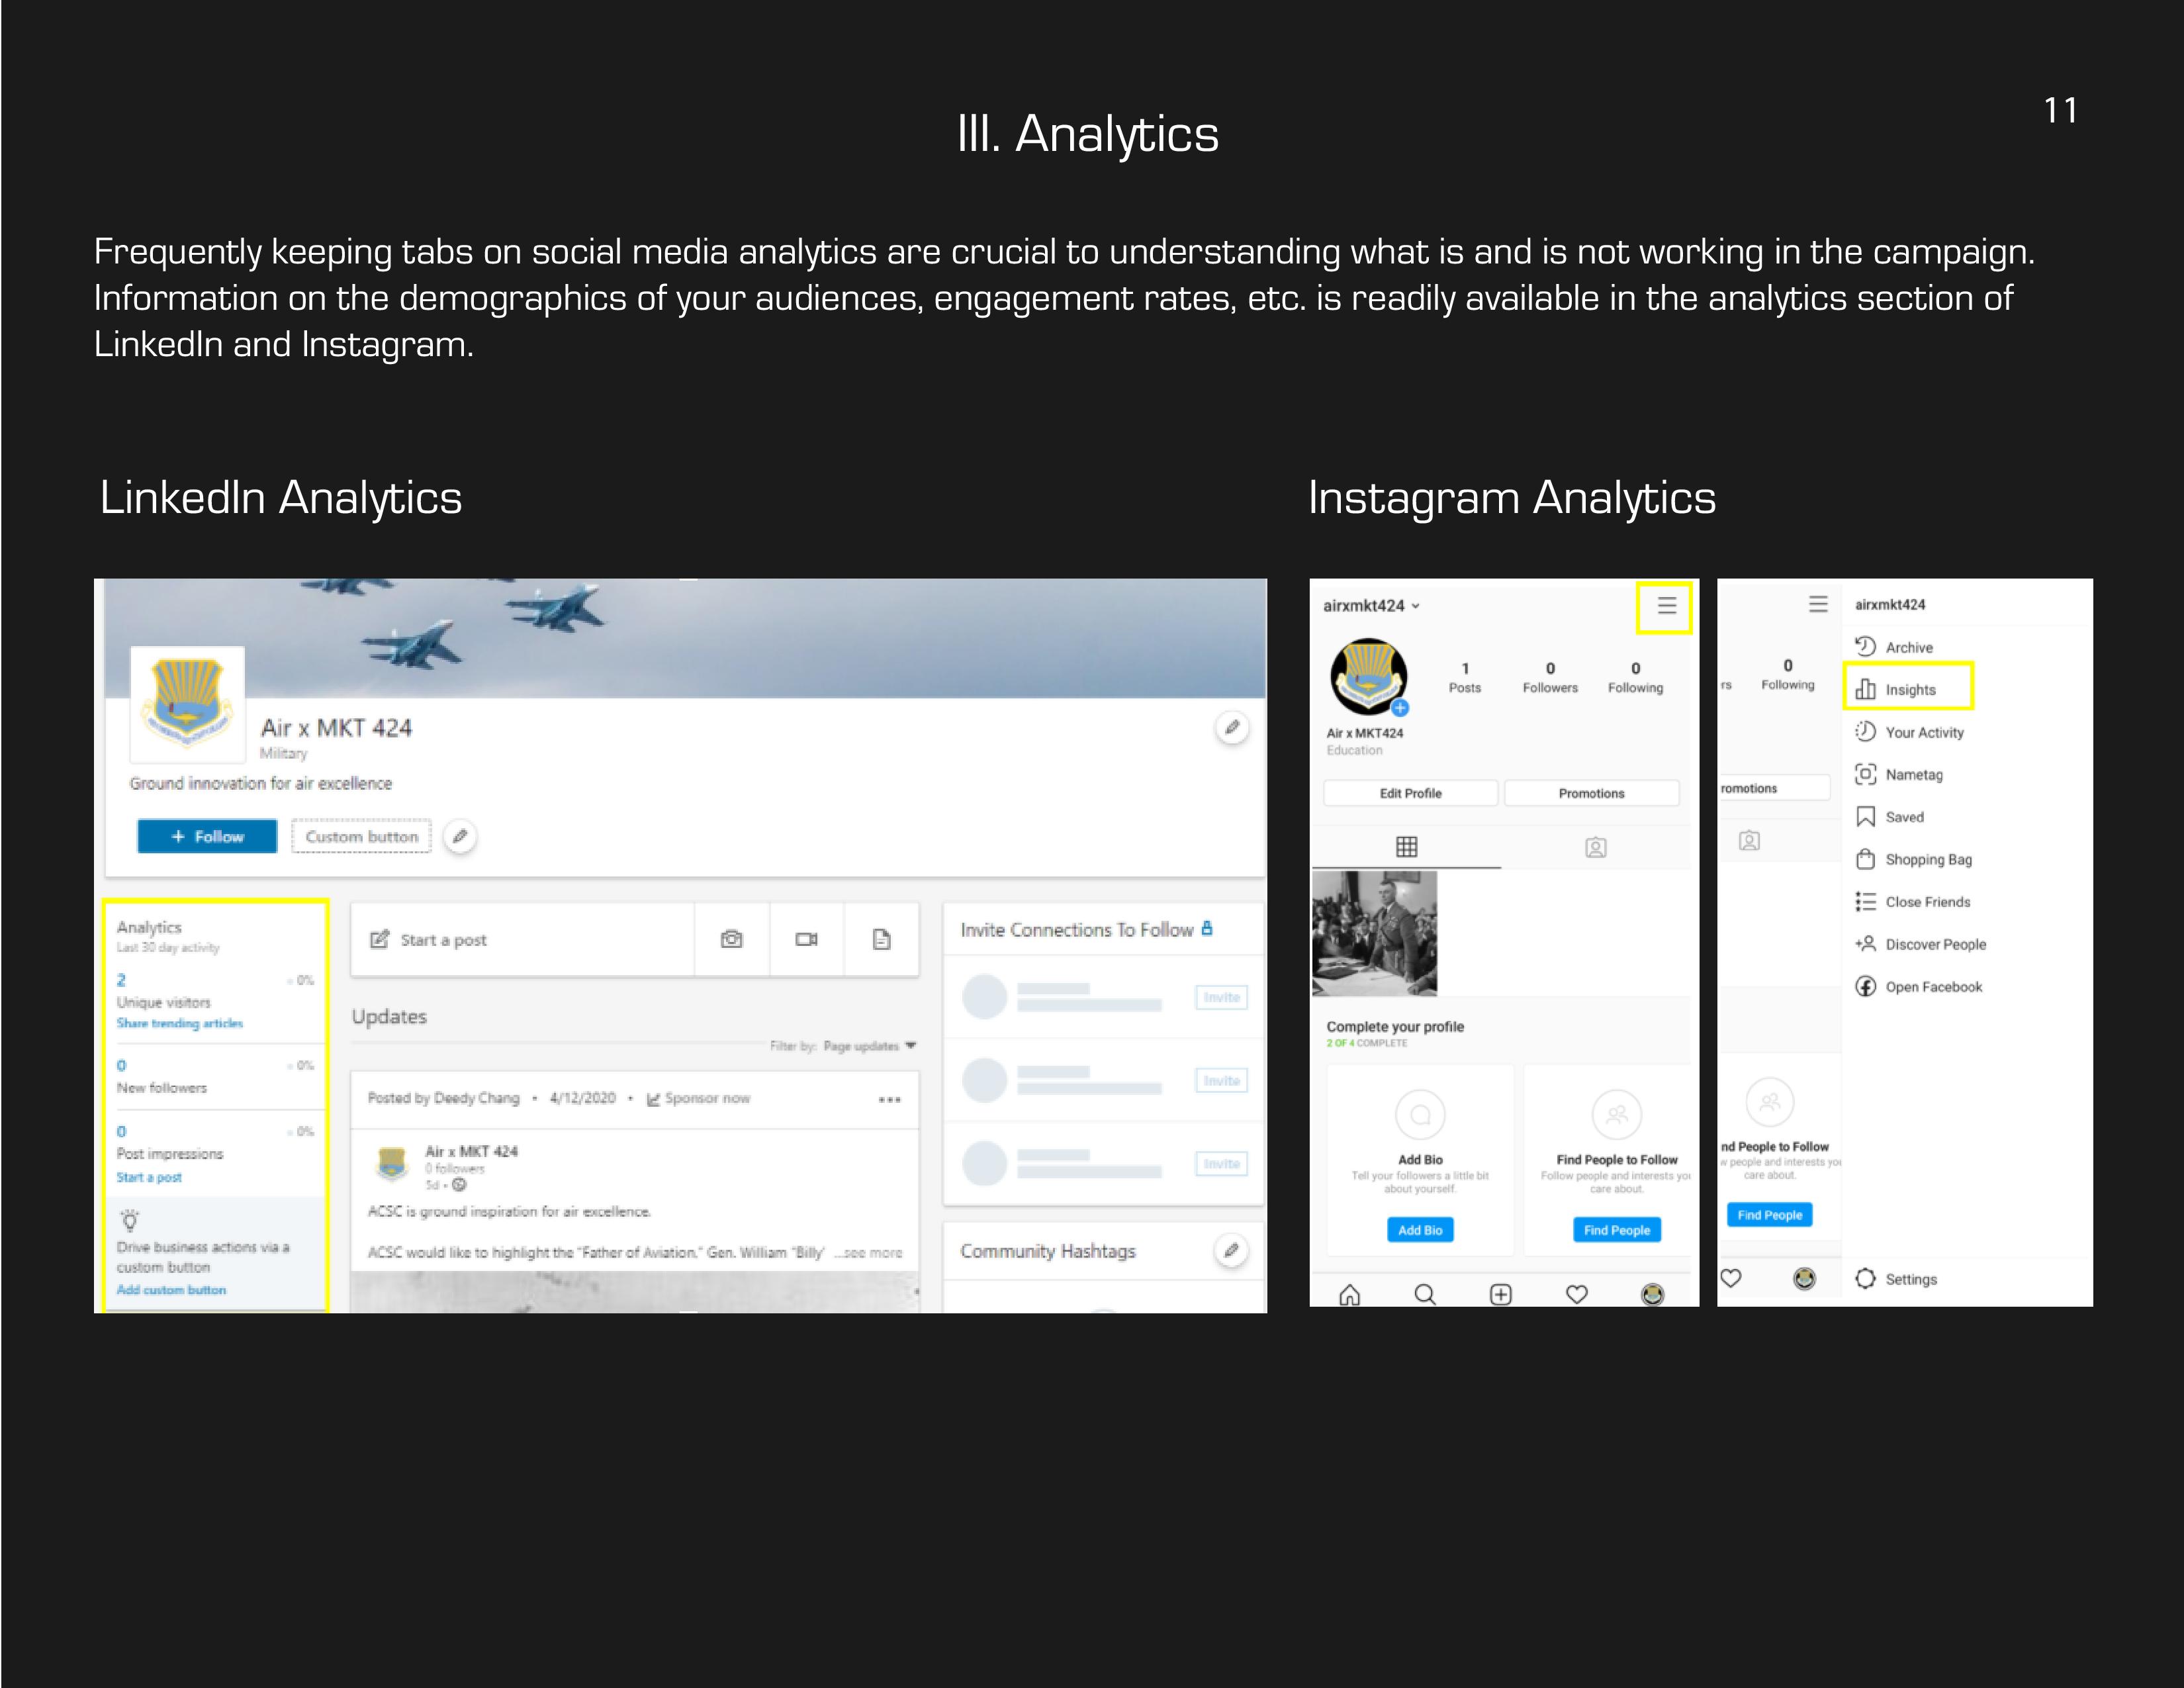 11
III. Analytics
Frequently keeping tabs on social media analytics are crucial to understanding what is and is not working in the campaign.
Information on the demographics of your audiences, engagement rates, etc. is readily available in the analytics section of
LinkedIn and Instagram.
LinkedIn Analytics
Air x MKT 424
Military
Ground innovation for air excellence
+ Follow
Custom button
Analytics
Last 30 day activity
2
0%
Unique visitors
Share trending articles
0
0%
New followers
0
0%
Post impressions
Start a post
Drive business actions via a
custom button
Add custom button
Start a post
Updates
Filter by: Page updates
Posted by Deedy Chang • 4/12/2020 • Sponsor now
Air x MKT 424
0 followers
5d •
ACSC is ground inspiration for air excellence.
ACSC would like to highlight the "Father of Aviation," Gen. William "Billy' ...see more
Invite Connections To Follow
Invite
Invite
Invite
Community Hashtags
Instagram Analytics
airxmkt424
1
Posts
0
Followers
0
Following
Air x MKT424
Education
Edit Profile
Promotions
Complete your profile
2 OF 4 COMPLETE
Add Bio
Tell your followers a little bit
about yourself.
Add Bio
Find People to Follow
Follow people and interests you
care about.
Find People
0
rs
Following
romotions
nd People to Follow
w people and interests you
care about.
Find People
airxmkt424
Archive
Insights
Your Activity
Nametag
Saved
Shopping Bag
Close Friends
Discover People
Open Facebook
Settings